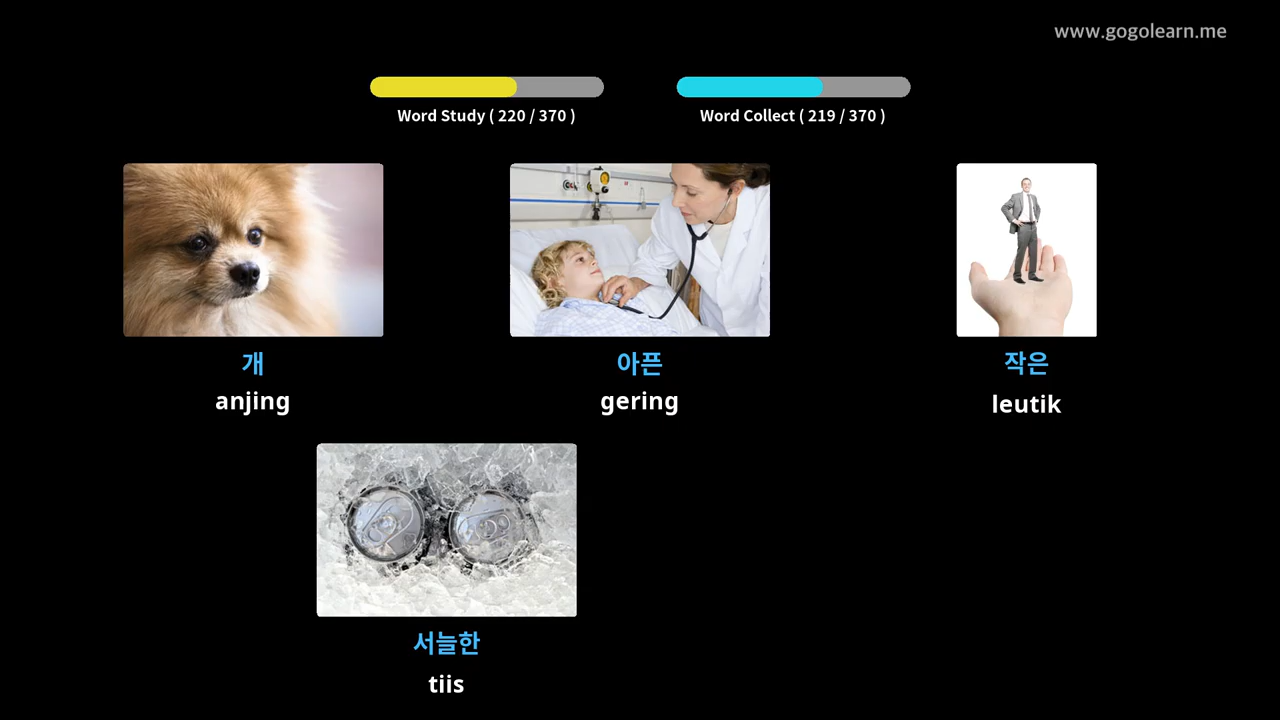 www.gogolearn.me
Word Study ( 220 / 370 )
Word Collect ( 219 / 370 )
개
anjing
아픈
gering
작은
leutik
서늘한
tiis